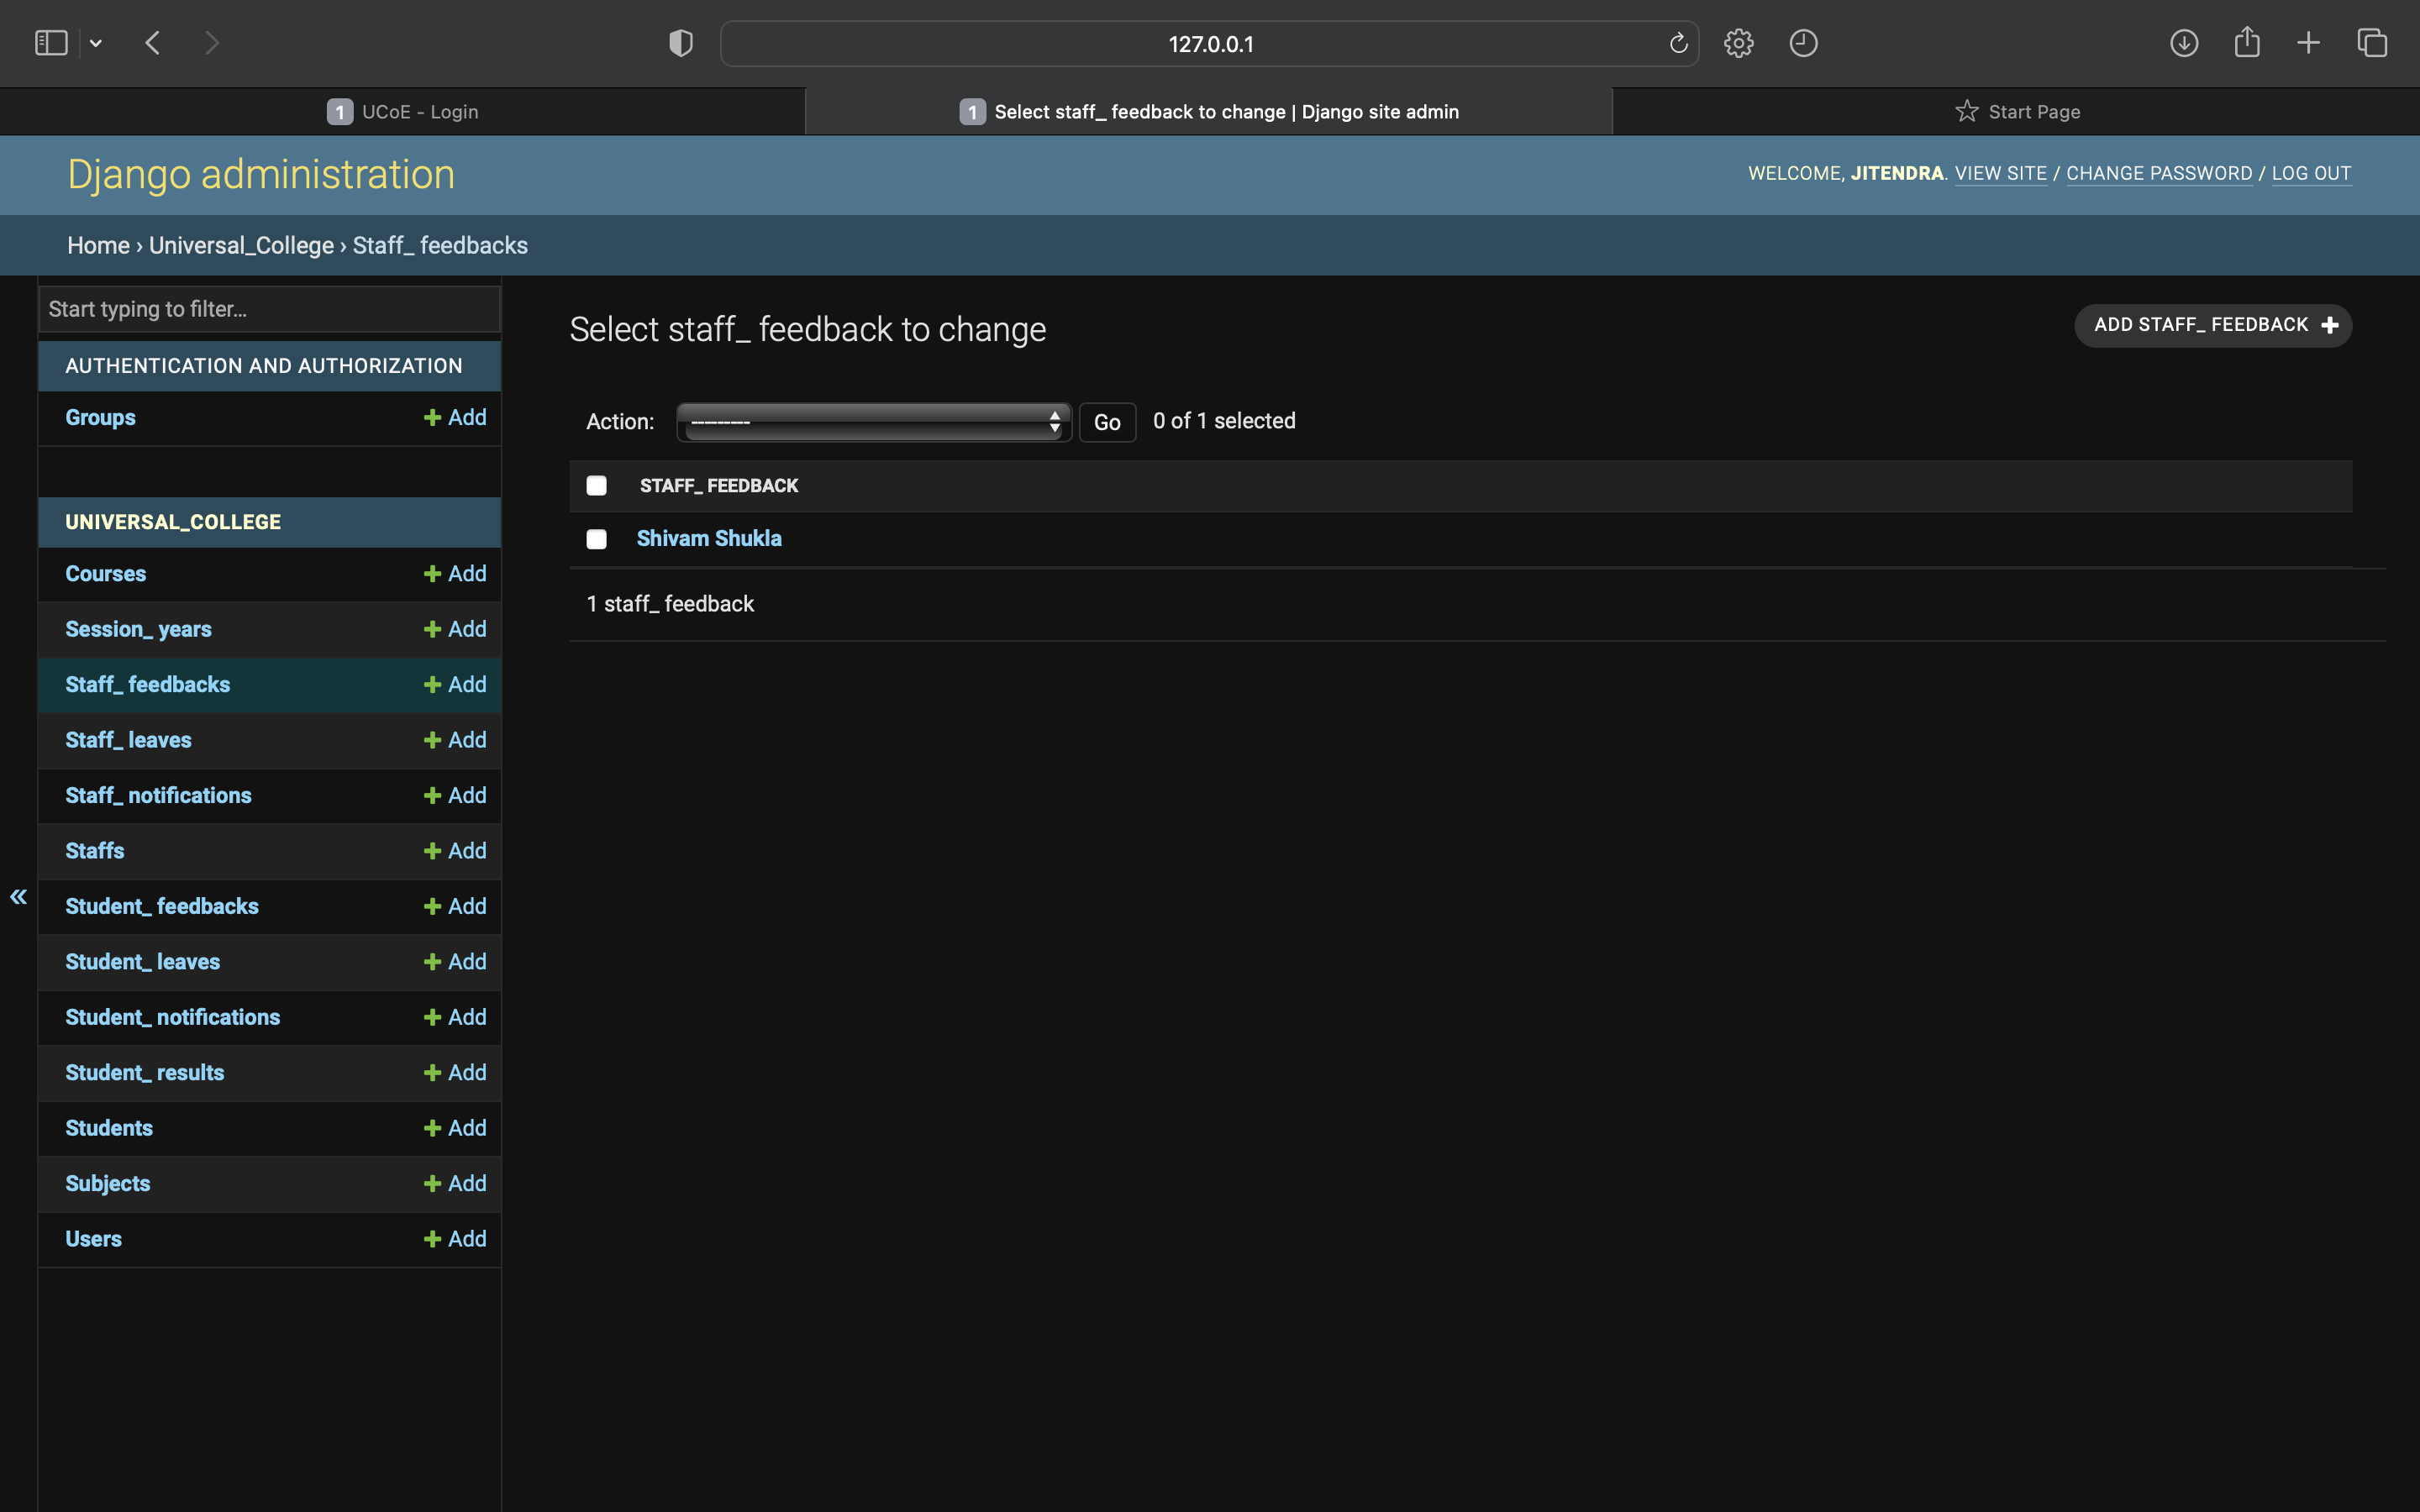 127.0.0.1
1 UCoE - Login
1 Select staff_ feedback to change | Django site admin
Start Page
Django administration
WELCOME, JITENDRA. VIEW SITE / CHANGE PASSWORD / LOG OUT
Home › Universal_College › Staff_ feedbacks
Start typing to filter...
AUTHENTICATION AND AUTHORIZATION
Groups + Add
UNIVERSAL_COLLEGE
Courses + Add
Session_ years + Add
Staff_ feedbacks + Add
Staff_ leaves + Add
Staff_ notifications + Add
Staffs + Add
Student_ feedbacks + Add
Student_ leaves + Add
Student_ notifications + Add
Student_ results + Add
Students + Add
Subjects + Add
Users + Add
«
Select staff_ feedback to change
ADD STAFF_ FEEDBACK +
Action: --------- Go 0 of 1 selected
STAFF_ FEEDBACK
Shivam Shukla
1 staff_ feedback